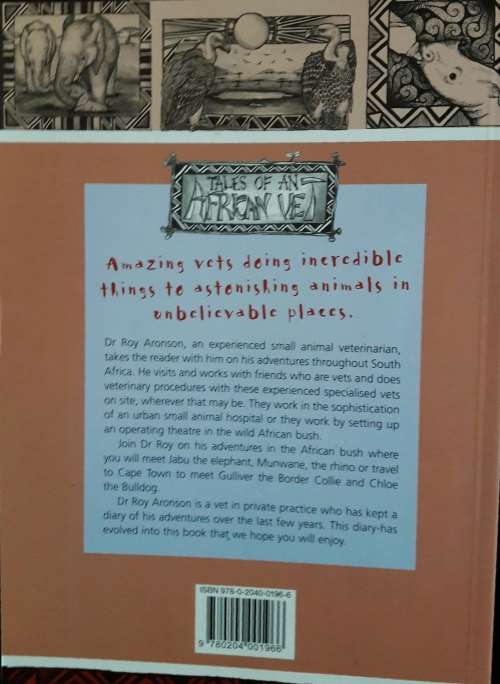 TALES OF AN
AFRICAN VET
Amazing vets doing incredible
things to astonishing animals in
unbelievable places.
Dr Roy Aronson, an experienced small animal veterinarian,
takes the reader with him on his adventures throughout South
Africa. He visits and works with friends who are vets and does
veterinary procedures with these experienced specialised vets
on site, wherever that may be. They work in the sophistication
of an urban small animal hospital or they work by setting up
an operating theatre in the wild African bush.
Join Dr Roy on his adventures in the African bush where
you will meet Jabu the elephant, Munwane, the rhino or travel
to Cape Town to meet Gulliver the Border Collie and Chloe
the Bulldog.
Dr Roy Aronson is a vet in private practice who has kept a
diary of his adventures over the last few years. This diary has
evolved into this book that we hope you will enjoy.
ISBN 978-0-2040-0196-6
9 780204 001966